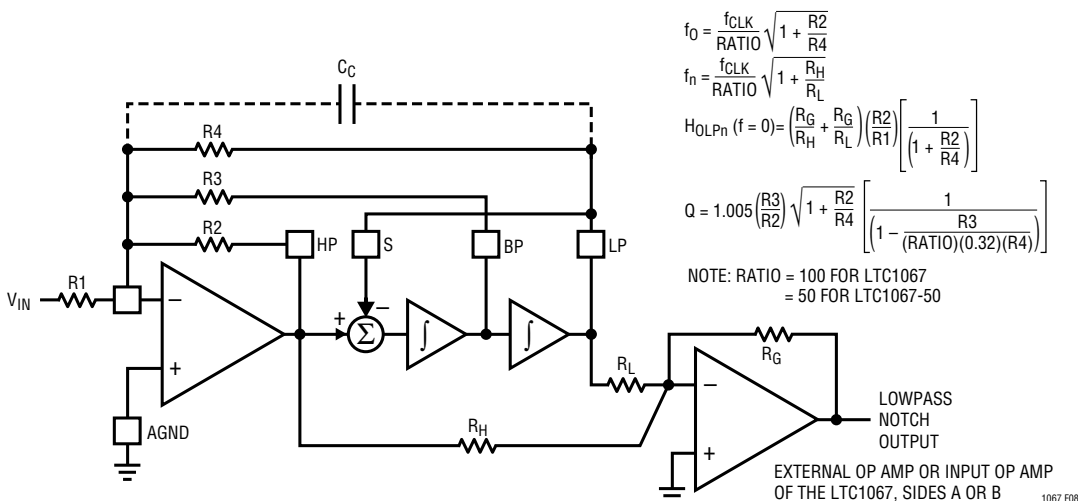 C_C
R4
R3
R2
HP
S
BP
LP
R1
V_IN
−
+
+
−
Σ
∫
∫
AGND
R_L
R_H
R_G
−
+
LOWPASS
NOTCH
OUTPUT
EXTERNAL OP AMP OR INPUT OP AMP
OF THE LTC1067, SIDES A OR B
1067 F08
f_O = f_CLK/RATIO √(1 + R2/R4)
f_n = f_CLK/RATIO √(1 + R_H/R_L)
H_OLPn (f = 0) = (R_G/R_H + R_G/R_L)(R2/R1)[1/(1 + R2/R4)]
Q = 1.005(R3/R2) √(1 + R2/R4) [1/(1 − R3/((RATIO)(0.32)(R4)))]
NOTE: RATIO = 100 FOR LTC1067
= 50 FOR LTC1067-50